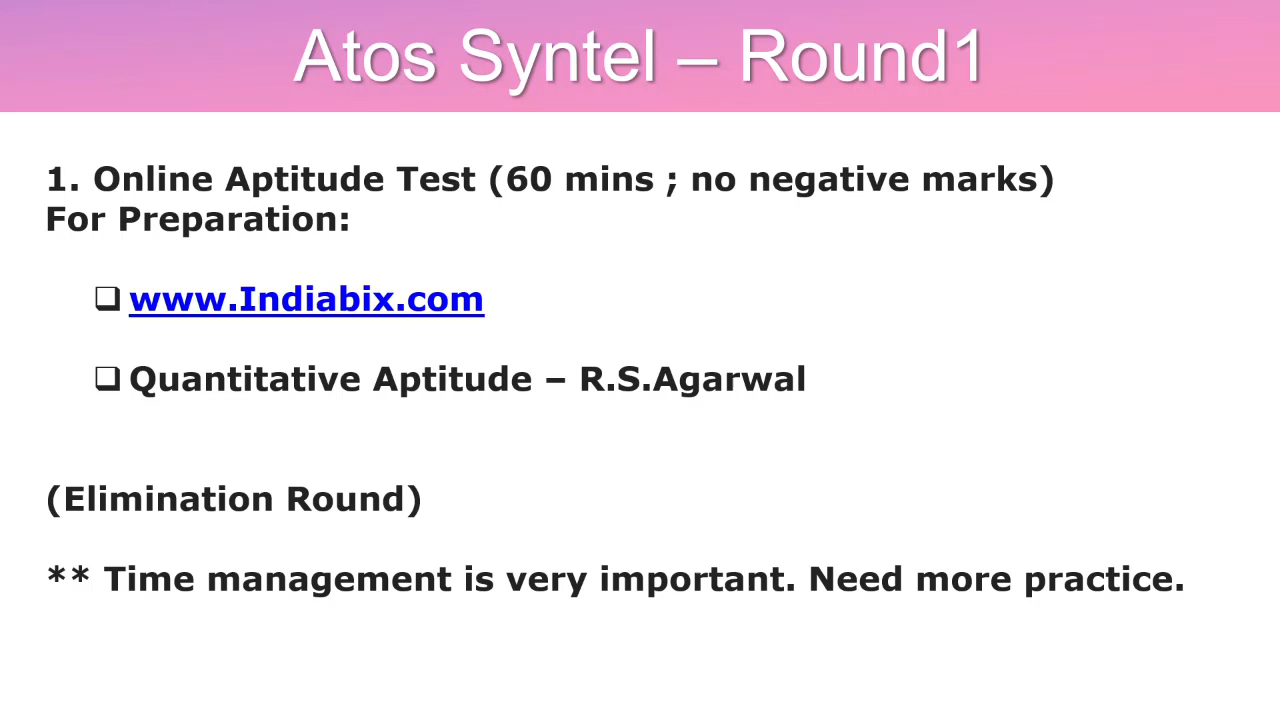 Atos Syntel – Round1
1. Online Aptitude Test (60 mins ; no negative marks)
For Preparation:
❑ www.Indiabix.com
❑ Quantitative Aptitude – R.S.Agarwal
(Elimination Round)
** Time management is very important. Need more practice.